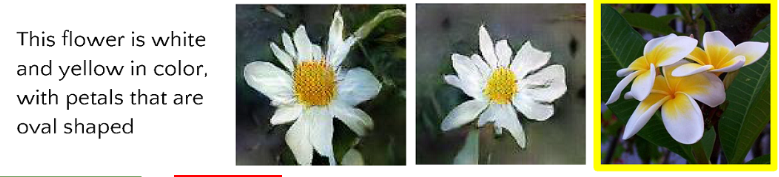 This flower is white
and yellow in color,
with petals that are
oval shaped